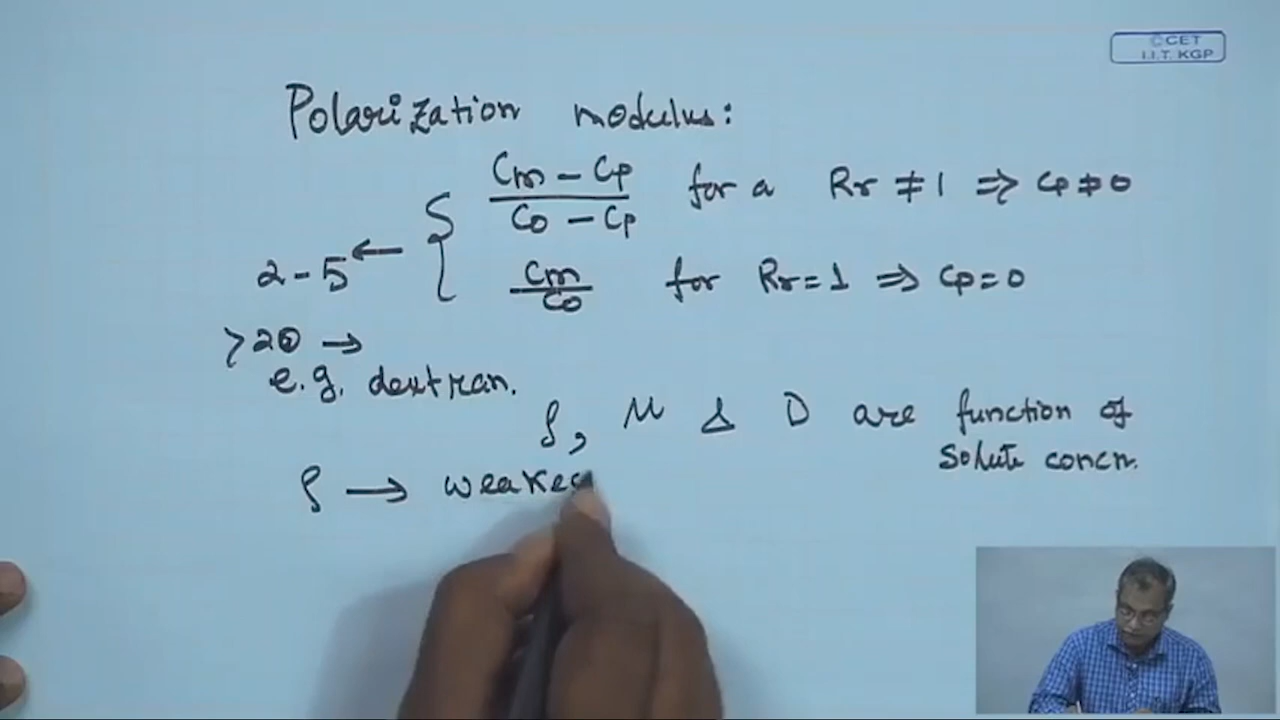 ©CET
I.I.T. KGP
Polarization modulus:
Cm - Cp / Co - Cp for a Rr ≠ 1 ⇒ Cp ≠ 0
2 - 5 ← { Cm / Co for Rr = 1 ⇒ Cp = 0
>20 →
e.g. dextran.
ρ, μ & D are function of
solute concn.
ρ → weakes